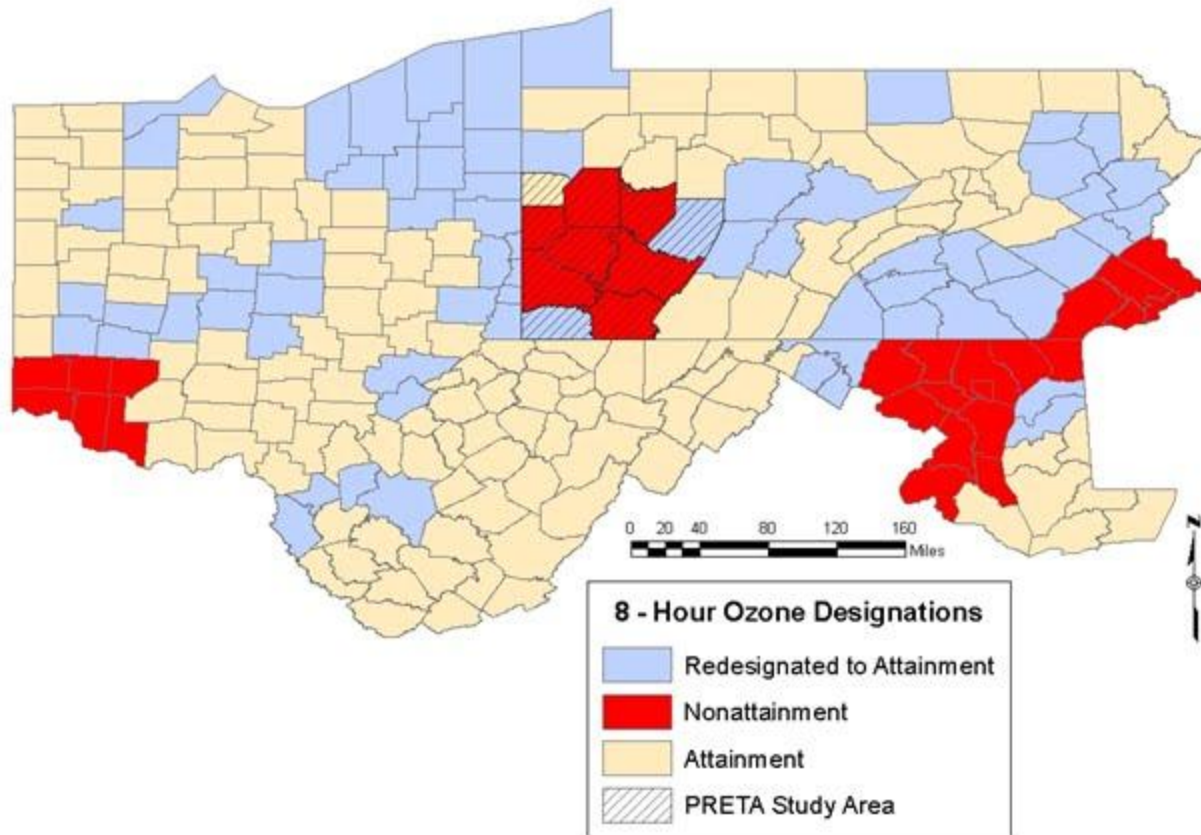 0 20 40 80 120 160
Miles
N
8 - Hour Ozone Designations
Redesignated to Attainment
Nonattainment
Attainment
PRETA Study Area